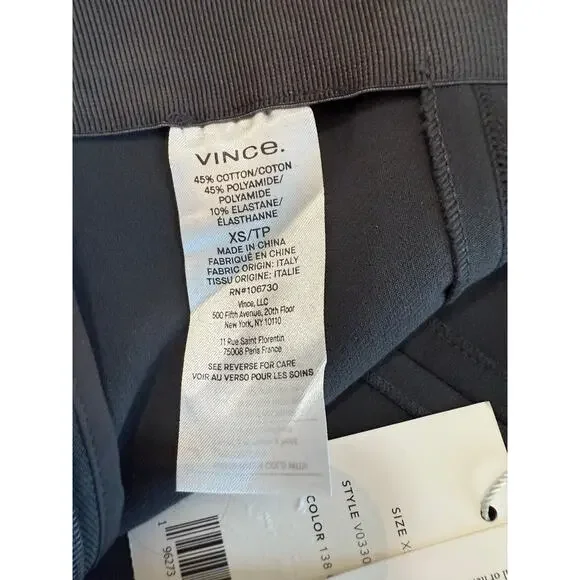 VINCE.
45% COTTON/COTON
45% POLYAMIDE/
POLYAMIDE
10% ELASTANE/
ÉLASTHANNE
XS/TP
MADE IN CHINA
FABRIQUÉ EN CHINE
FABRIC ORIGIN: ITALY
TISSU ORIGINE: ITALIE
RN#106730
Vince, LLC
500 Fifth Avenue, 20th Floor
New York, NY 10110
11 Rue Saint Florentin
75008 Paris France
SEE REVERSE FOR CARE
VOIR AU VERSO POUR LES SOINS
SIZE X
STYLE V0330
COLOR 138
1 96273